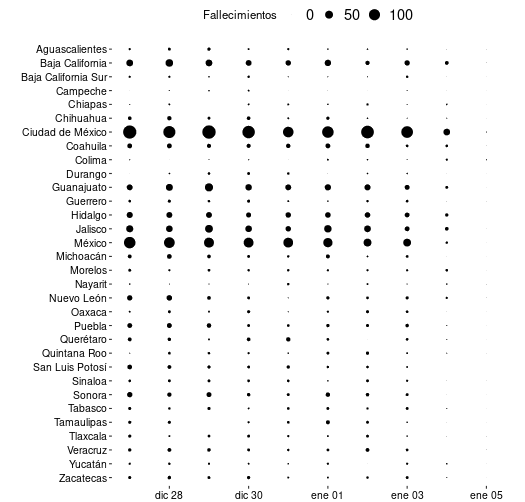 Fallecimientos 0 50 100
Aguascalientes
Baja California
Baja California Sur
Campeche
Chiapas
Chihuahua
Ciudad de México
Coahuila
Colima
Durango
Guanajuato
Guerrero
Hidalgo
Jalisco
México
Michoacán
Morelos
Nayarit
Nuevo León
Oaxaca
Puebla
Querétaro
Quintana Roo
San Luis Potosí
Sinaloa
Sonora
Tabasco
Tamaulipas
Tlaxcala
Veracruz
Yucatán
Zacatecas
dic 28 dic 30 ene 01 ene 03 ene 05